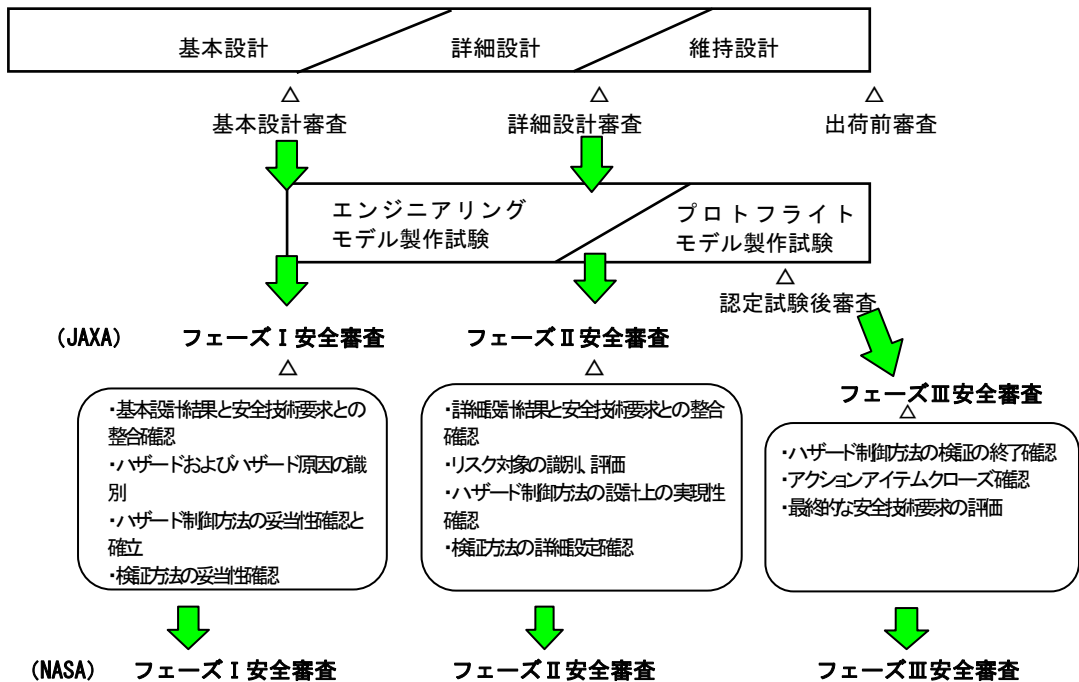 基本設計 詳細設計 維持設計
△ △ △
基本設計審査 詳細設計審査 出荷前審査
エンジニアリング
モデル製作試験
プロトフライト
モデル製作試験
△
認定試験後審査
(JAXA) フェーズⅠ安全審査 フェーズⅡ安全審査
△ △
フェーズⅢ安全審査
△
・基本設計結果と安全技術要求との
整合確認
・ハザードおよびハザード原因の識
別
・ハザード制御方法の妥当性確認と
確立
・検証方法の妥当性確認
・詳細設計結果と安全技術要求との整合
確認
・リスク対象の識別、評価
・ハザード制御方法の設計上の実現性
確認
・検証方法の詳細設定確認
・ハザード制御方法の検証の終了確認
・アクションアイテムクローズ確認
・最終的な安全技術要求の評価
(NASA) フェーズⅠ安全審査 フェーズⅡ安全審査 フェーズⅢ安全審査